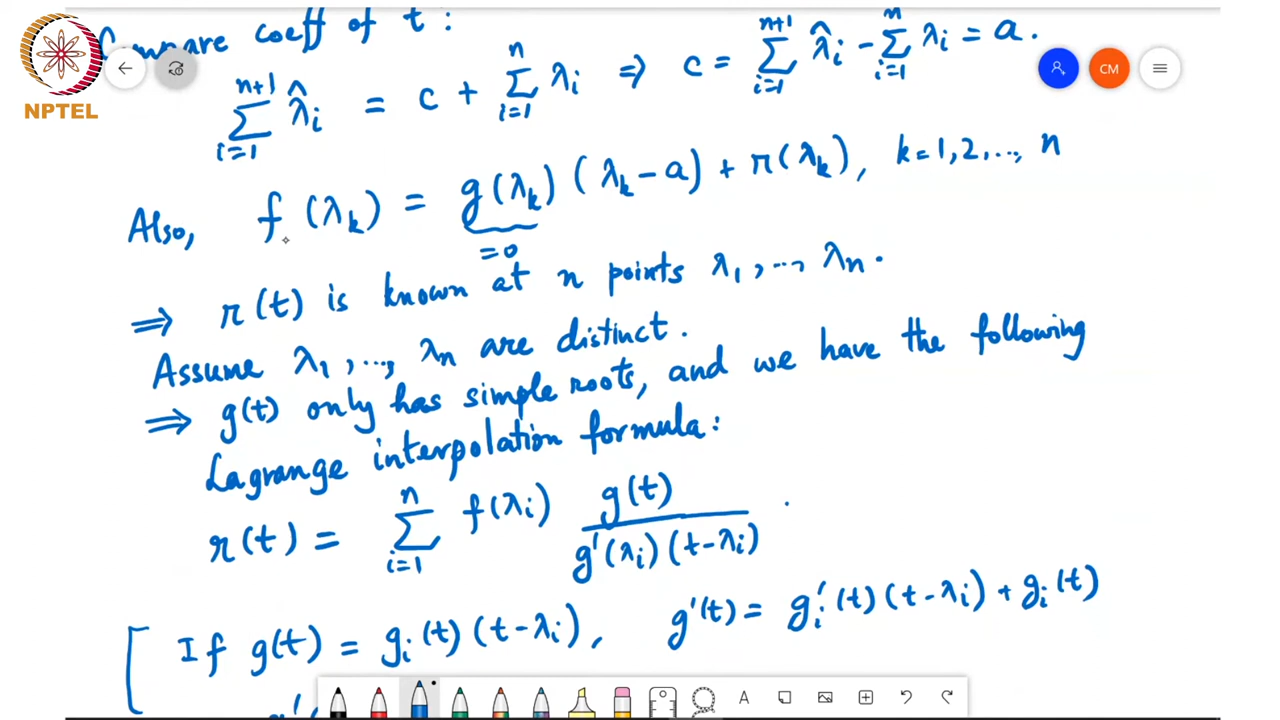 Compare coeff of t :
NPTEL
CM
n+1 ∑ i=1 λ̂i = c + n ∑ i=1 λi ⇒ c = n+1 ∑ i=1 λ̂i - n ∑ i=1 λi = a.
Also, f(λk) = g(λk) (λk - a) + r(λk), k=1,2,..., n
=0
⇒ r(t) is known at n points λ1, ..., λn.
Assume λ1, ..., λn are distinct.
⇒ g(t) only has simple roots, and we have the following
Lagrange interpolation formula:
r(t) = n ∑ i=1 f(λi) g(t) / g'(λi)(t-λi) .
[ If g(t) = gi(t)(t-λi), g'(t) = gi'(t)(t-λi) + gi(t)
A